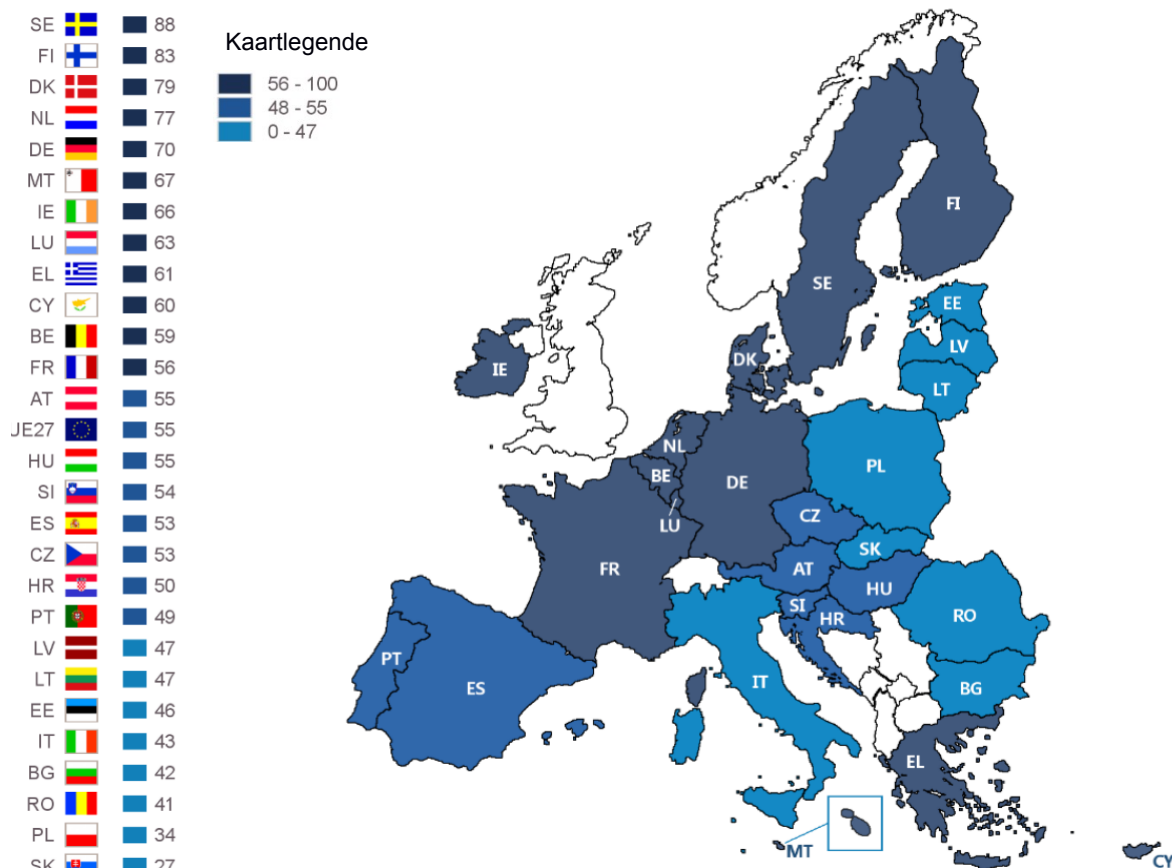 SE 88
FI 83
DK 79
NL 77
DE 70
MT 67
IE 66
LU 63
EL 61
CY 60
BE 59
FR 56
AT 55
JE27 55
HU 55
SI 54
ES 53
CZ 53
HR 50
PT 49
LV 47
LT 47
EE 46
IT 43
BG 42
RO 41
PL 34
SK 27
Kaartlegende
56 - 100
48 - 55
0 - 47
FI
SE
EE
LV
DK
IE
LT
NL
PL
BE
DE
CZ
LU
SK
FR
AT
HU
SI
HR
RO
PT
ES
IT
BG
EL
MT
CY